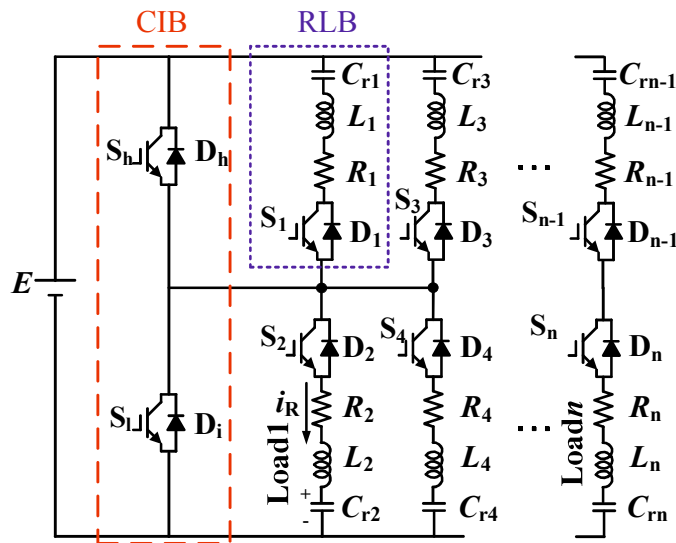 CIB
RLB
Cr1
Cr3
Crn-1
L1
L3
Ln-1
Sh
Dh
R1
R3
...
Rn-1
S1
D1
S3
D3
Sn-1
Dn-1
E
S2
D2
S4
D4
Sn
Dn
Sl
Di
iR
R2
R4
...
Rn
Load1
L2
L4
Loadn
Ln
+
-
Cr2
Cr4
Crn